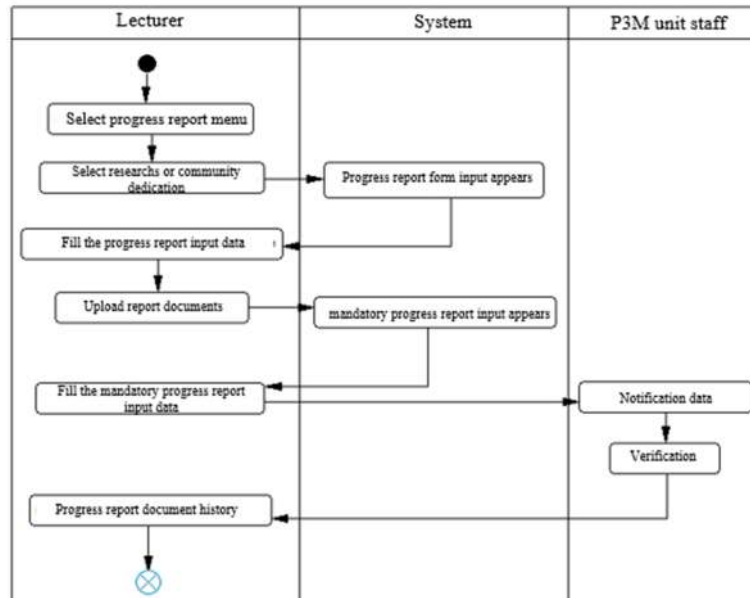 Lecturer
System
P3M unit staff
Select progress report menu
Select researchs or community
dedication
Progress report form input appears
Fill the progress report input data
Upload report documents
mandatory progress report input appears
Fill the mandatory progress report
input data
Notification data
Verification
Progress report document history